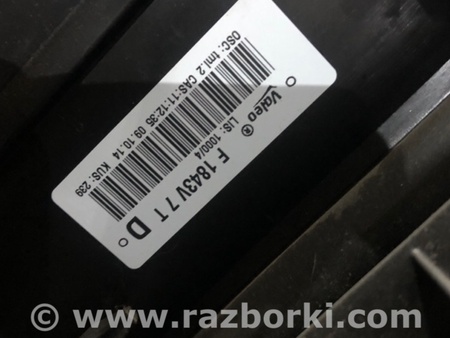 OSC: tml.2 CAS:11:12:35 09.10.14 KUS: 239
Valeo® LIS: 1000/4
F 1843V 7 T D
© www.razborki.com